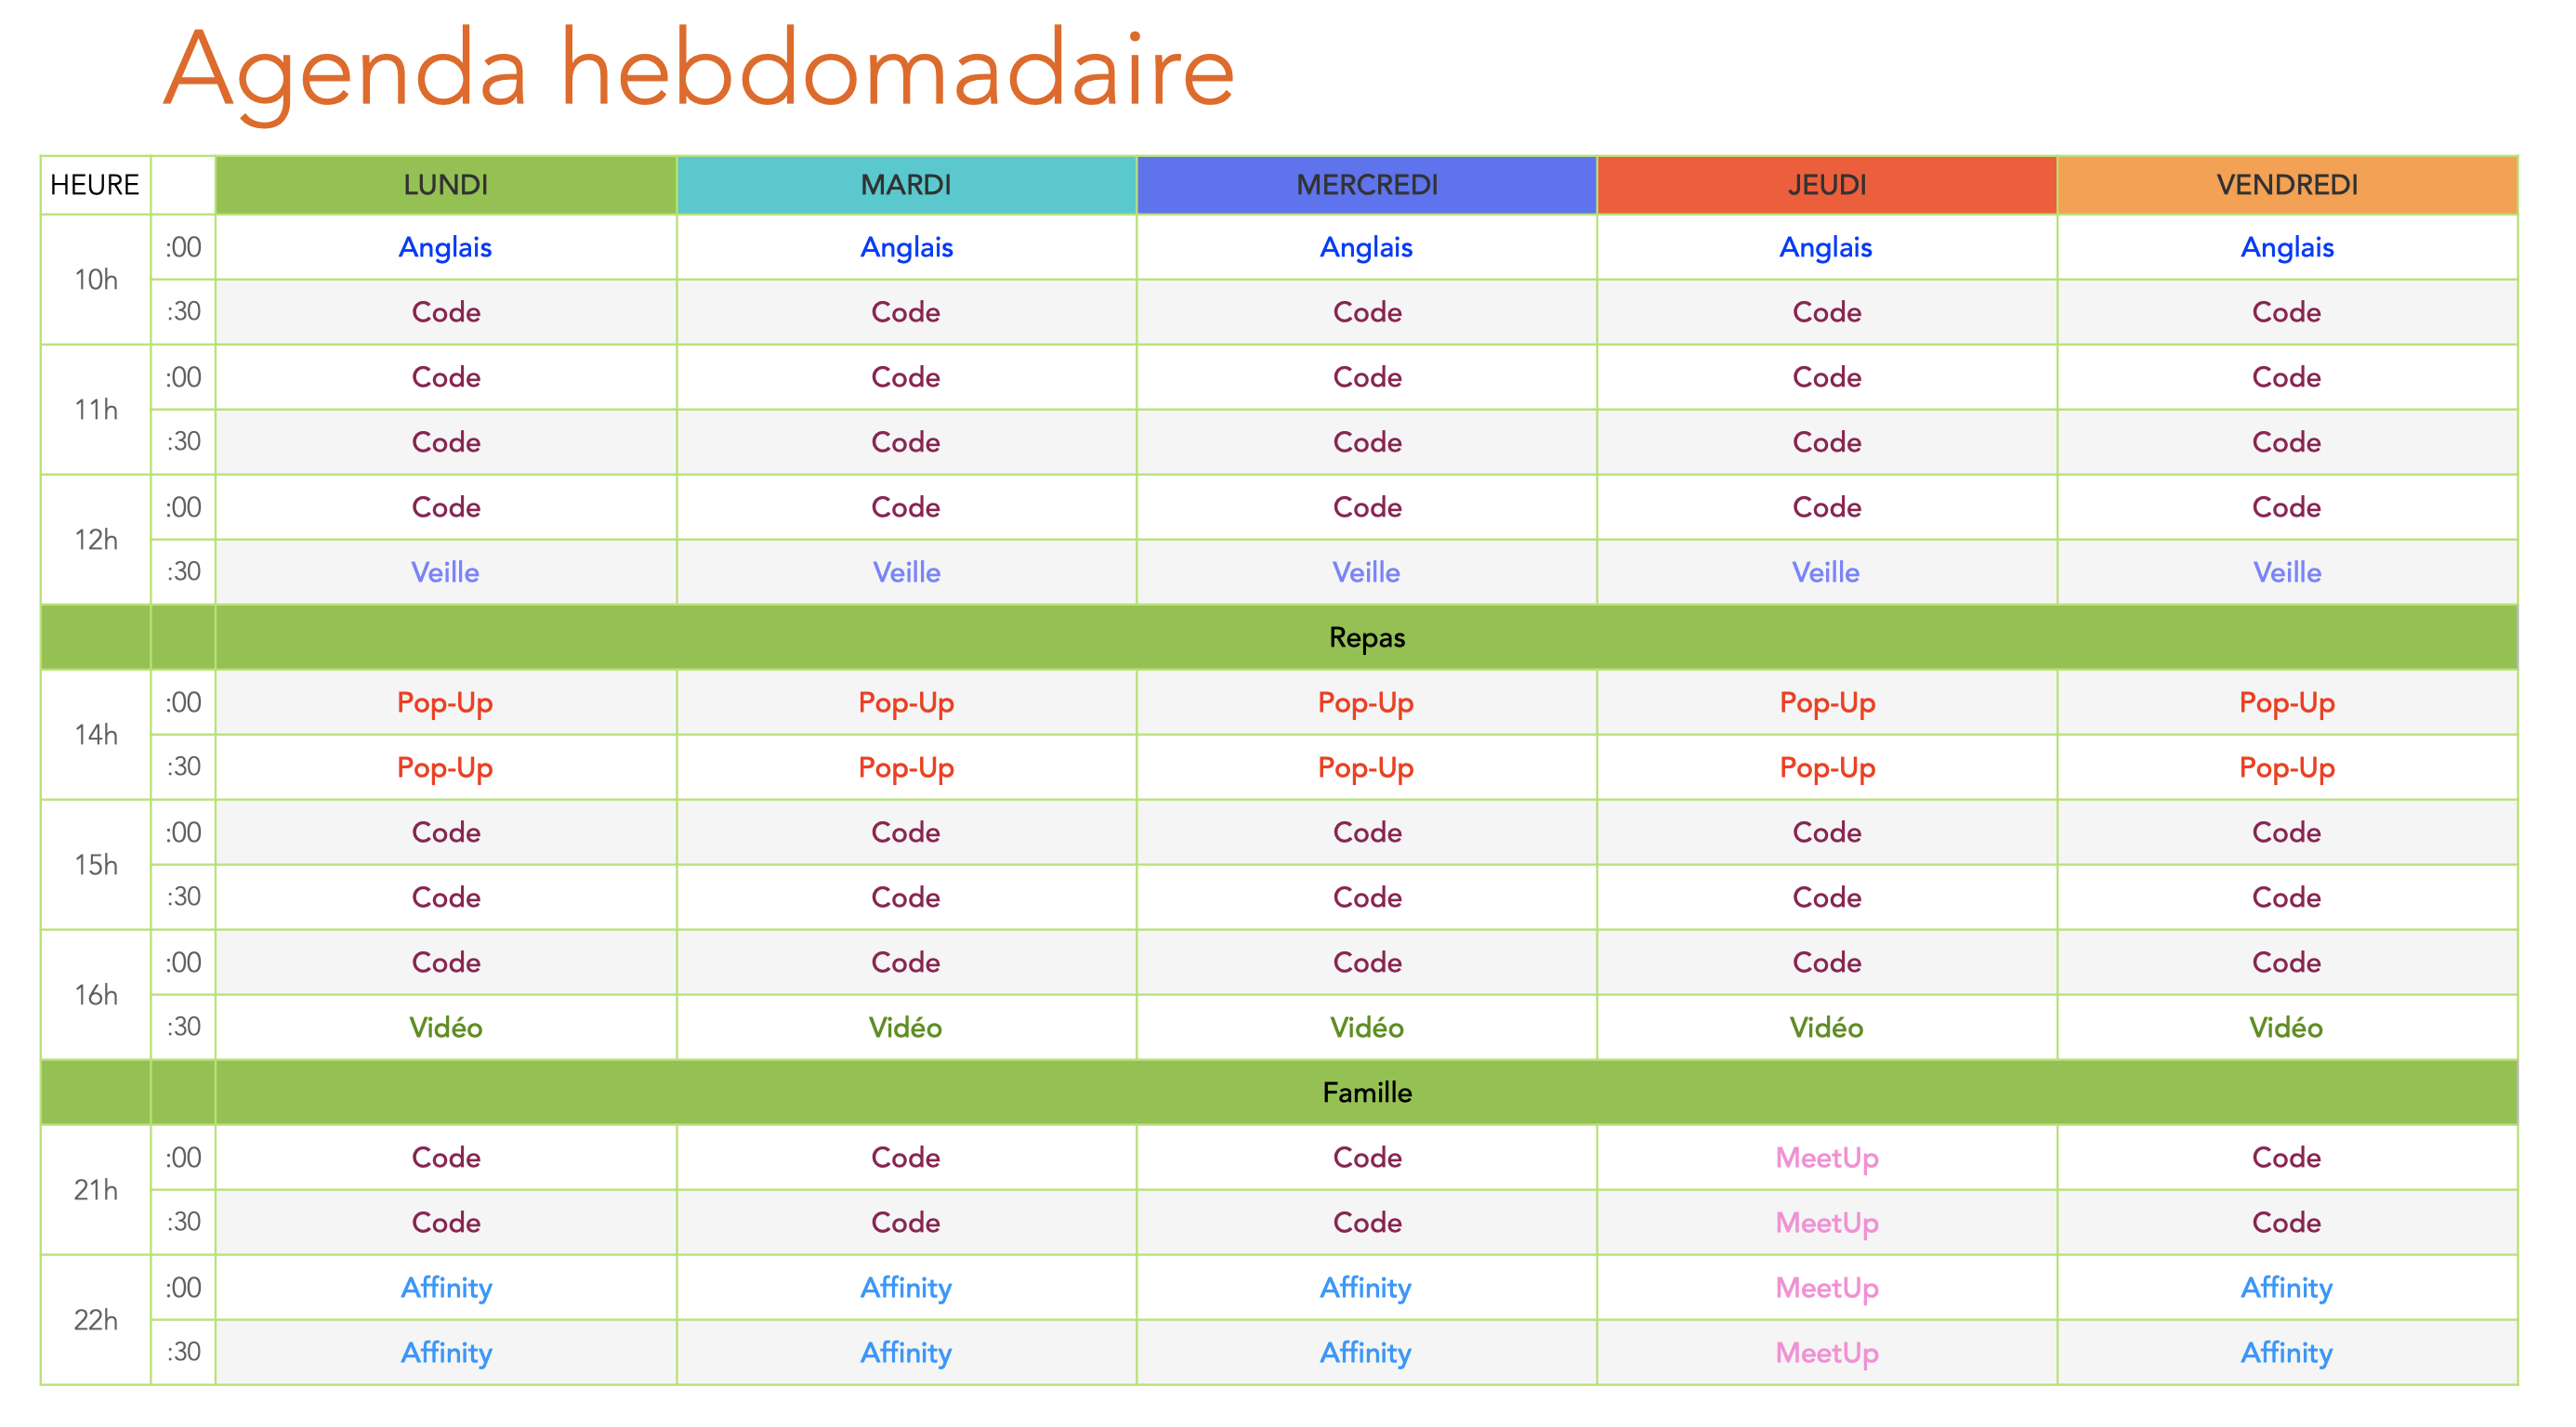 Agenda hebdomadaire
HEURE LUNDI MARDI MERCREDI JEUDI VENDREDI
10h :00 Anglais Anglais Anglais Anglais Anglais
:30 Code Code Code Code Code
11h :00 Code Code Code Code Code
:30 Code Code Code Code Code
12h :00 Code Code Code Code Code
:30 Veille Veille Veille Veille Veille
Repas
14h :00 Pop-Up Pop-Up Pop-Up Pop-Up Pop-Up
:30 Pop-Up Pop-Up Pop-Up Pop-Up Pop-Up
15h :00 Code Code Code Code Code
:30 Code Code Code Code Code
16h :00 Code Code Code Code Code
:30 Vidéo Vidéo Vidéo Vidéo Vidéo
Famille
21h :00 Code Code Code MeetUp Code
:30 Code Code Code MeetUp Code
22h :00 Affinity Affinity Affinity MeetUp Affinity
:30 Affinity Affinity Affinity MeetUp Affinity